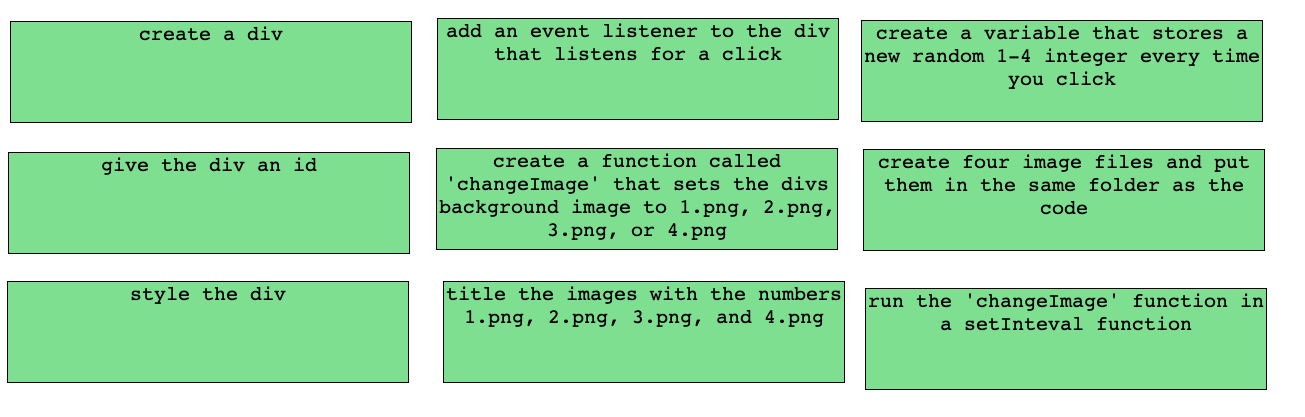 create a div
add an event listener to the div
that listens for a click
create a variable that stores a
new random 1-4 integer every time
you click
give the div an id
create a function called
'changeImage' that sets the divs
background image to 1.png, 2.png,
3.png, or 4.png
create four image files and put
them in the same folder as the
code
style the div
title the images with the numbers
1.png, 2.png, 3.png, and 4.png
run the 'changeImage' function in
a setInteval function